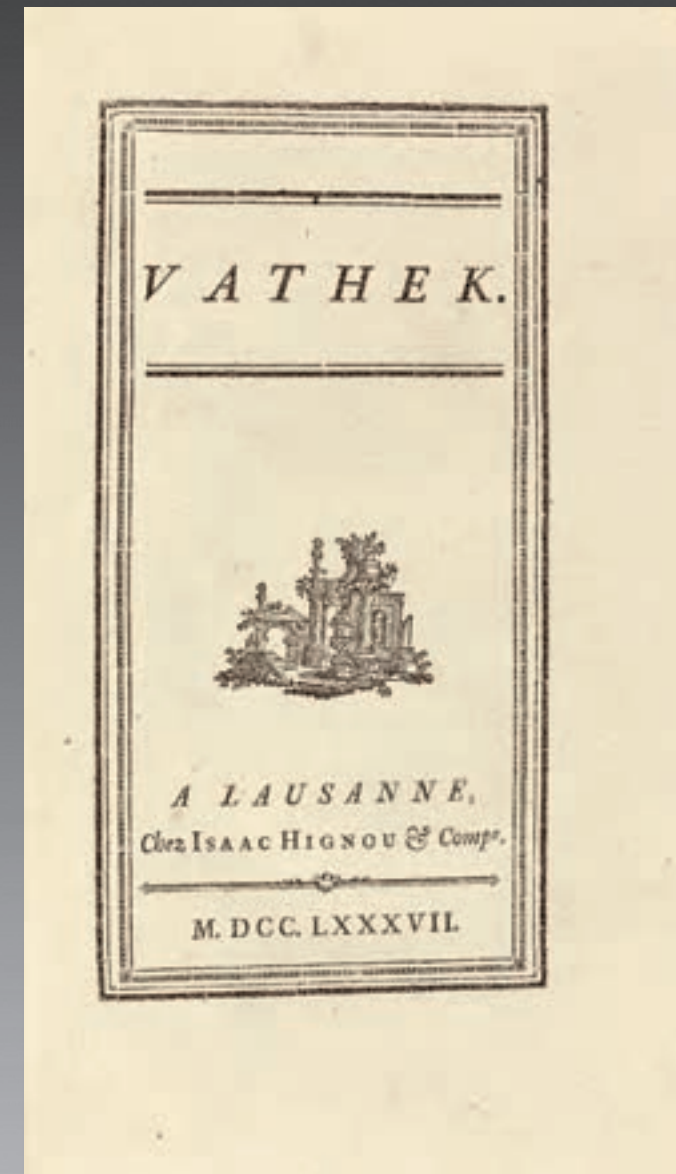 VATHEK.
A LAUSANNE,
Chez ISAAC HIGNOU & Compe.
M. DCC. LXXXVII.